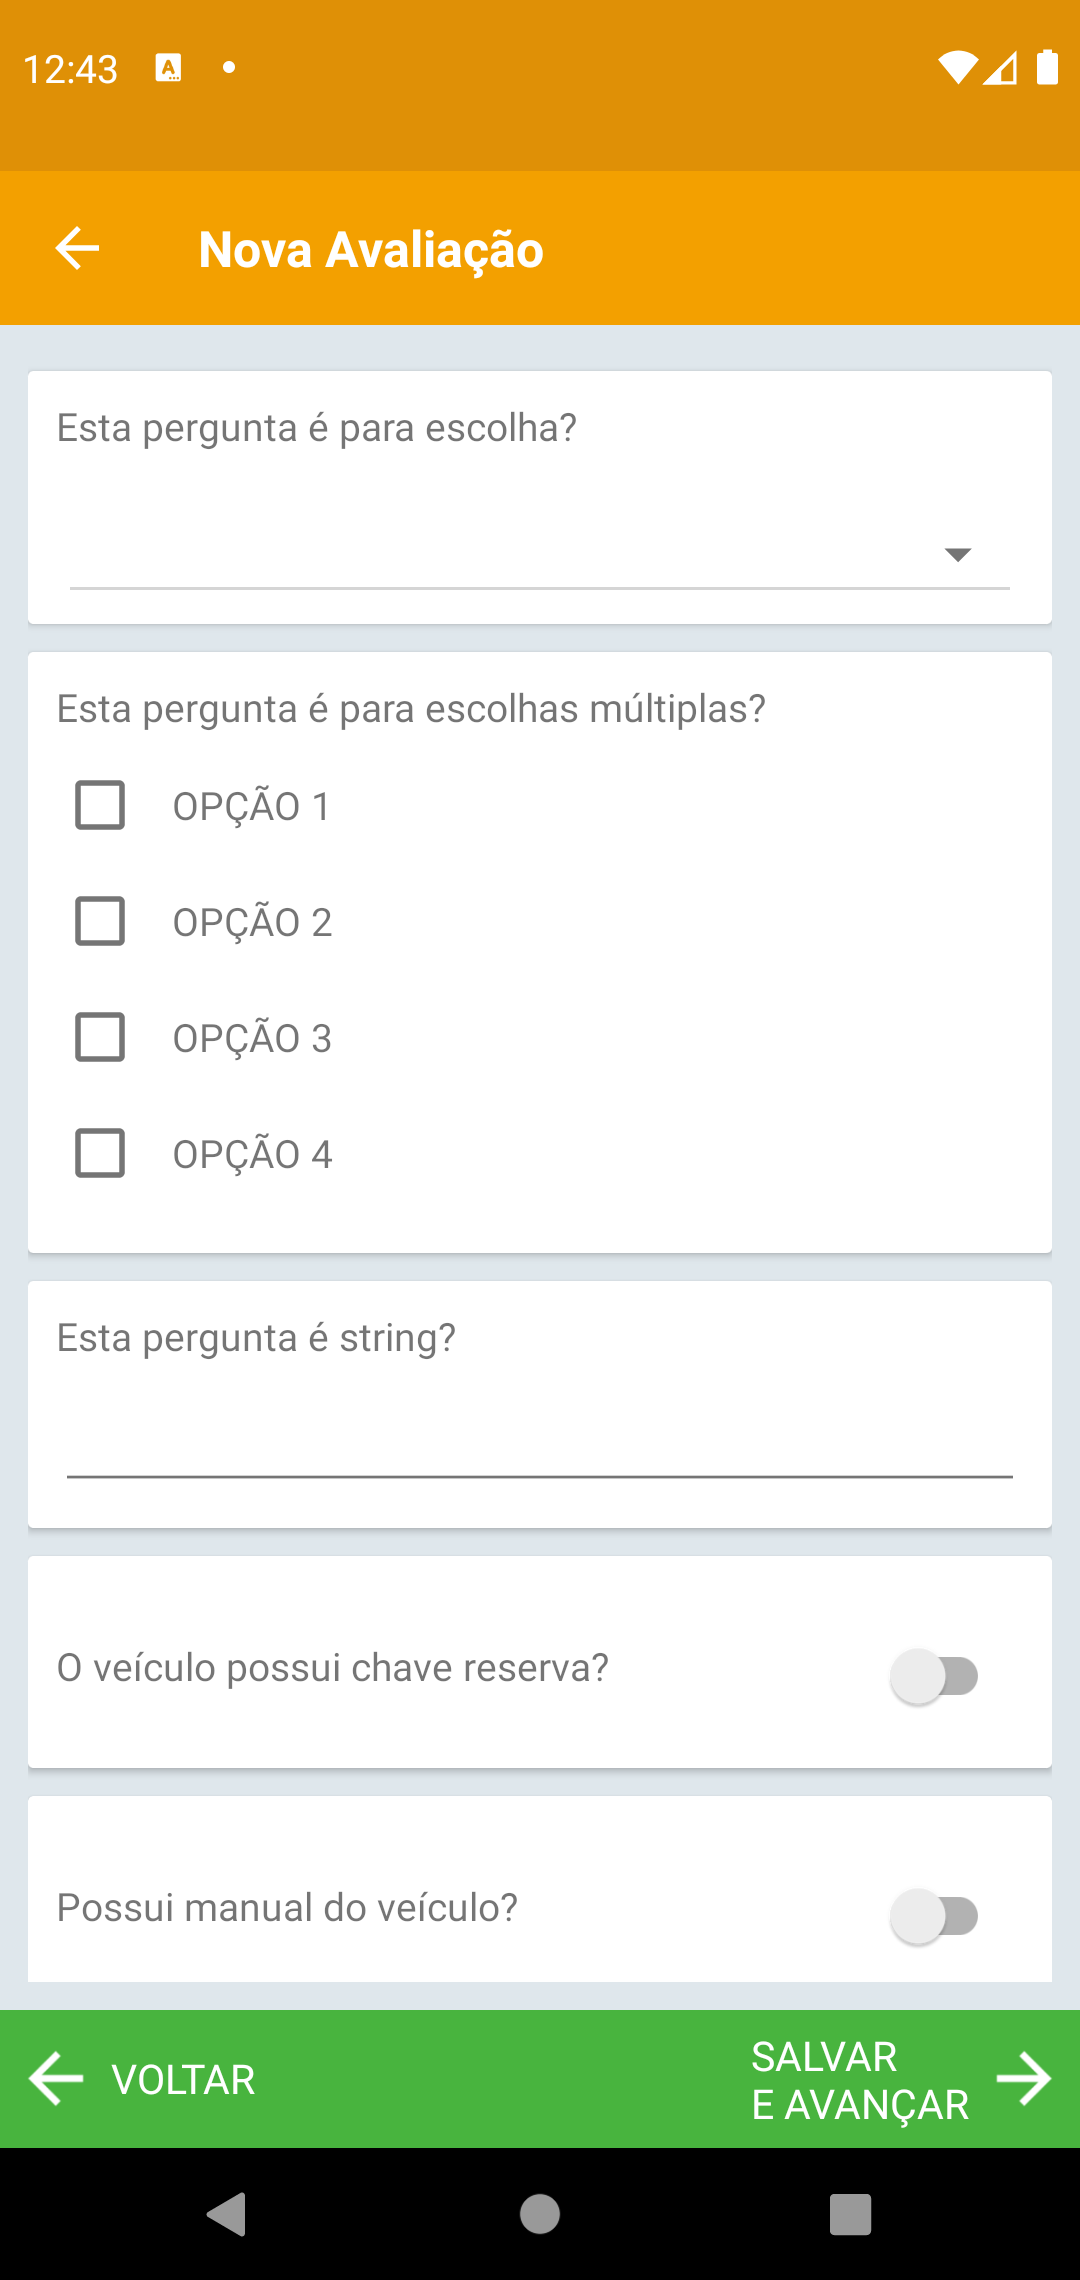 12:43
Nova Avaliação
Esta pergunta é para escolha?
Esta pergunta é para escolhas múltiplas?
OPÇÃO 1
OPÇÃO 2
OPÇÃO 3
OPÇÃO 4
Esta pergunta é string?
O veículo possui chave reserva?
Possui manual do veículo?
VOLTAR
SALVAR
E AVANÇAR